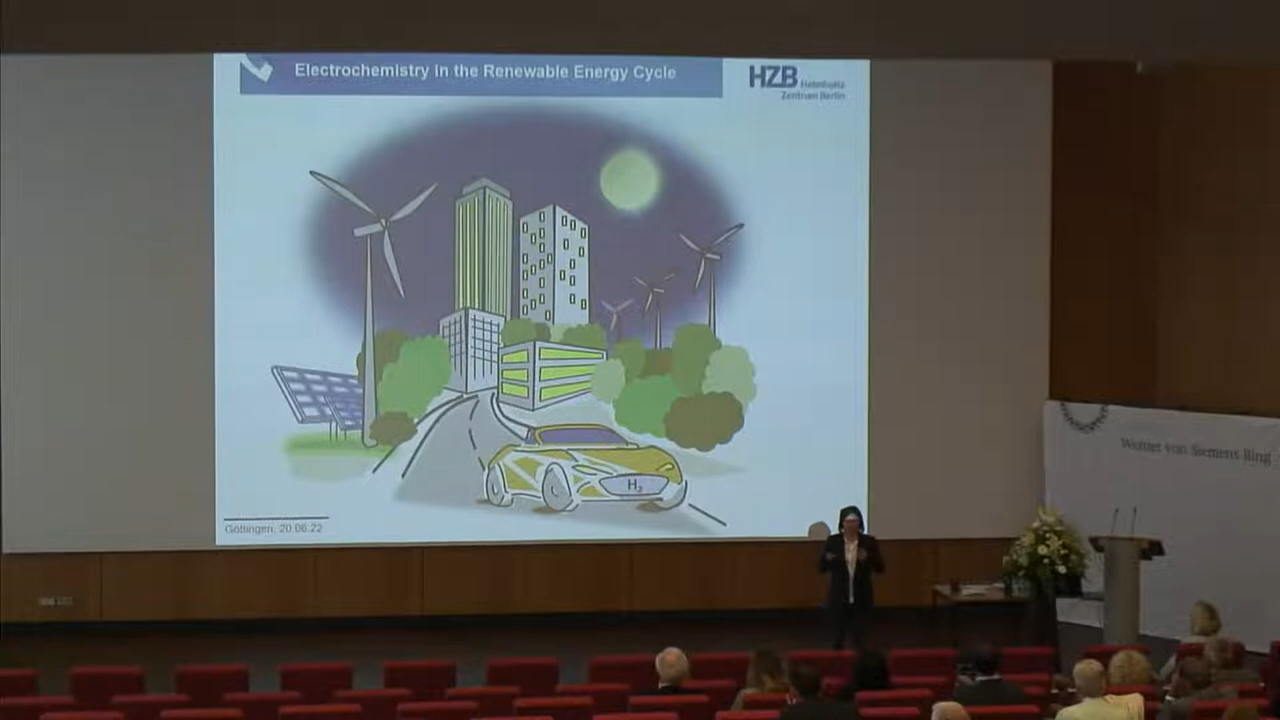 Electrochemistry in the Renewable Energy Cycle
HZB Helmholtz
Zentrum Berlin
H2
Göttingen, 20.06.22
Werner von Siemens Ring